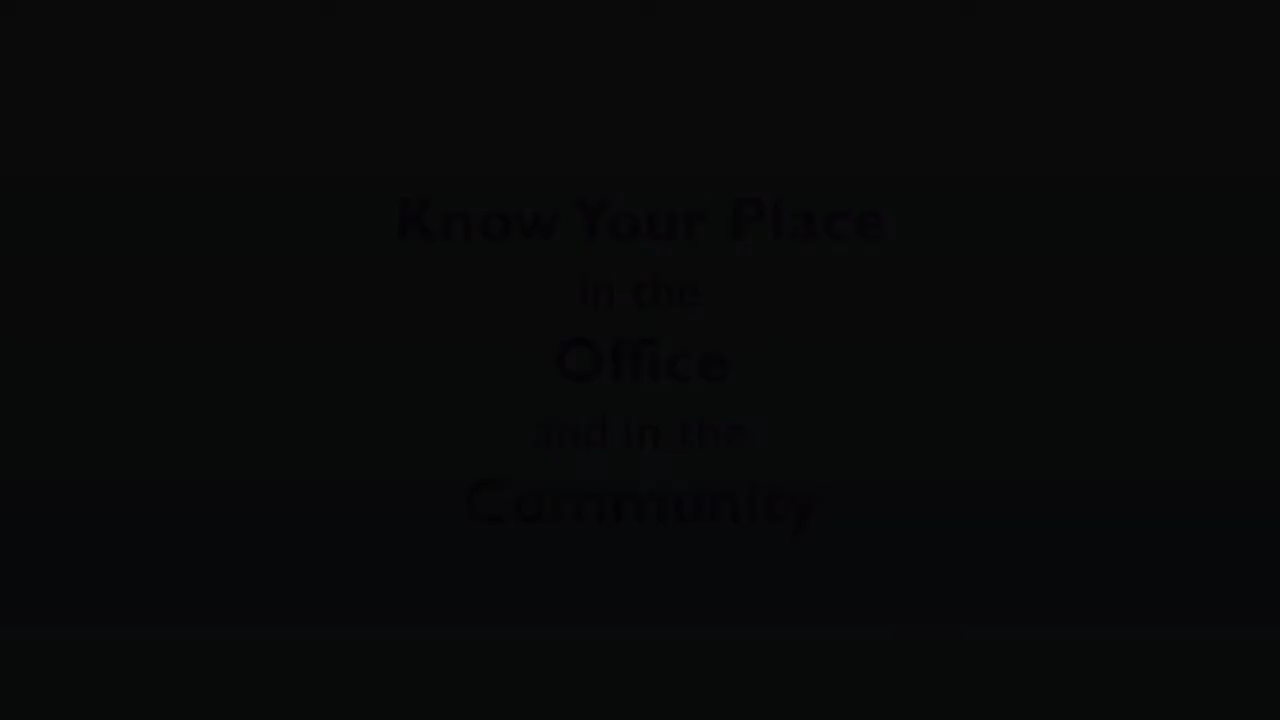 Know Your Place
in the
Office
and in the
Community